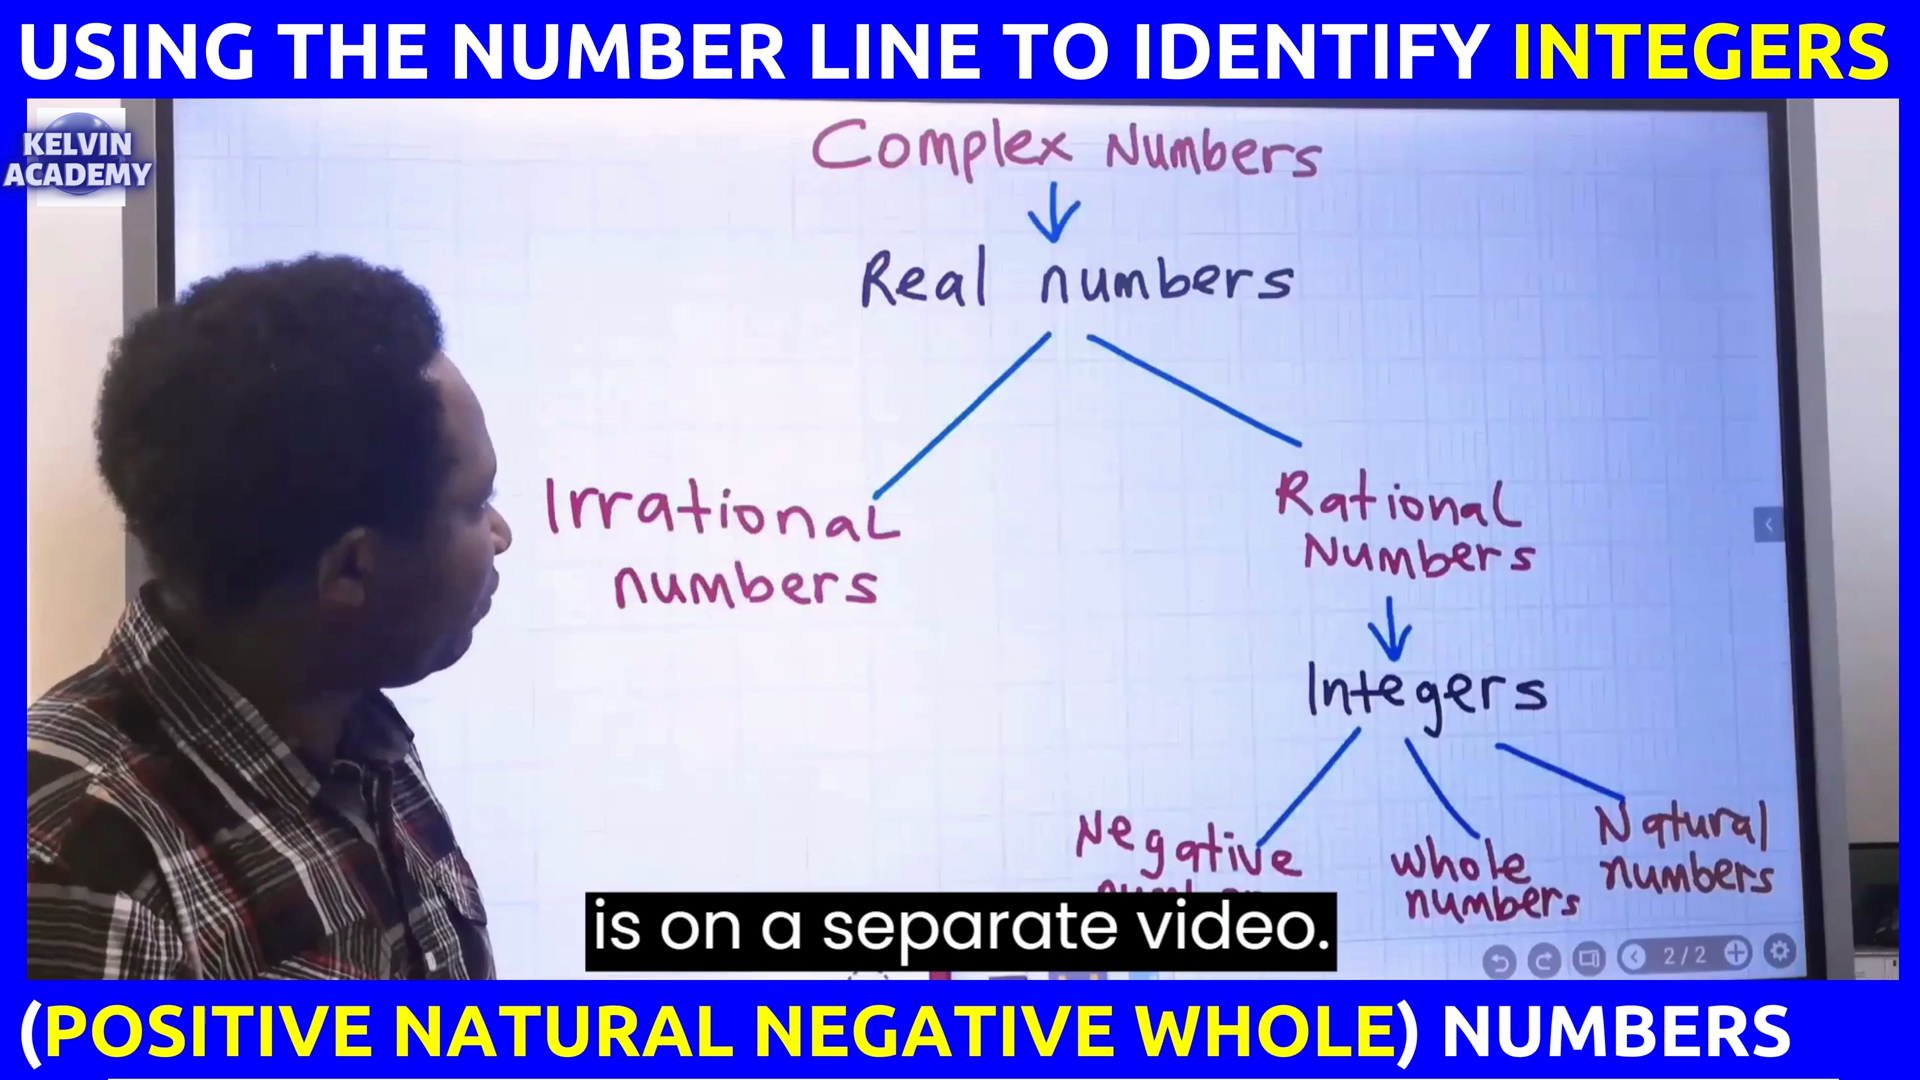 USING THE NUMBER LINE TO IDENTIFY INTEGERS
KELVIN
ACADEMY
Complex Numbers
Real numbers
Irrational
numbers
Rational
Numbers
Integers
Negative
whole
numbers
Natural
numbers
is on a separate video.
2/2
(POSITIVE NATURAL NEGATIVE WHOLE) NUMBERS